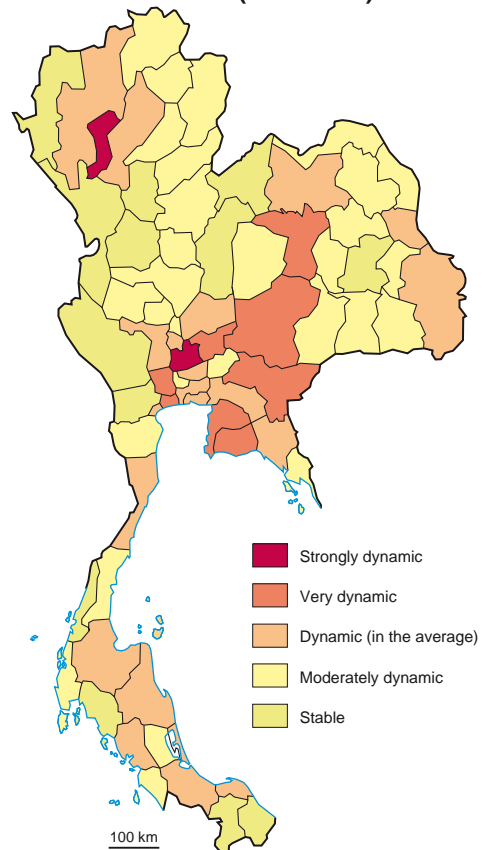 Strongly dynamic
Very dynamic
Dynamic (in the average)
Moderately dynamic
Stable
100 km